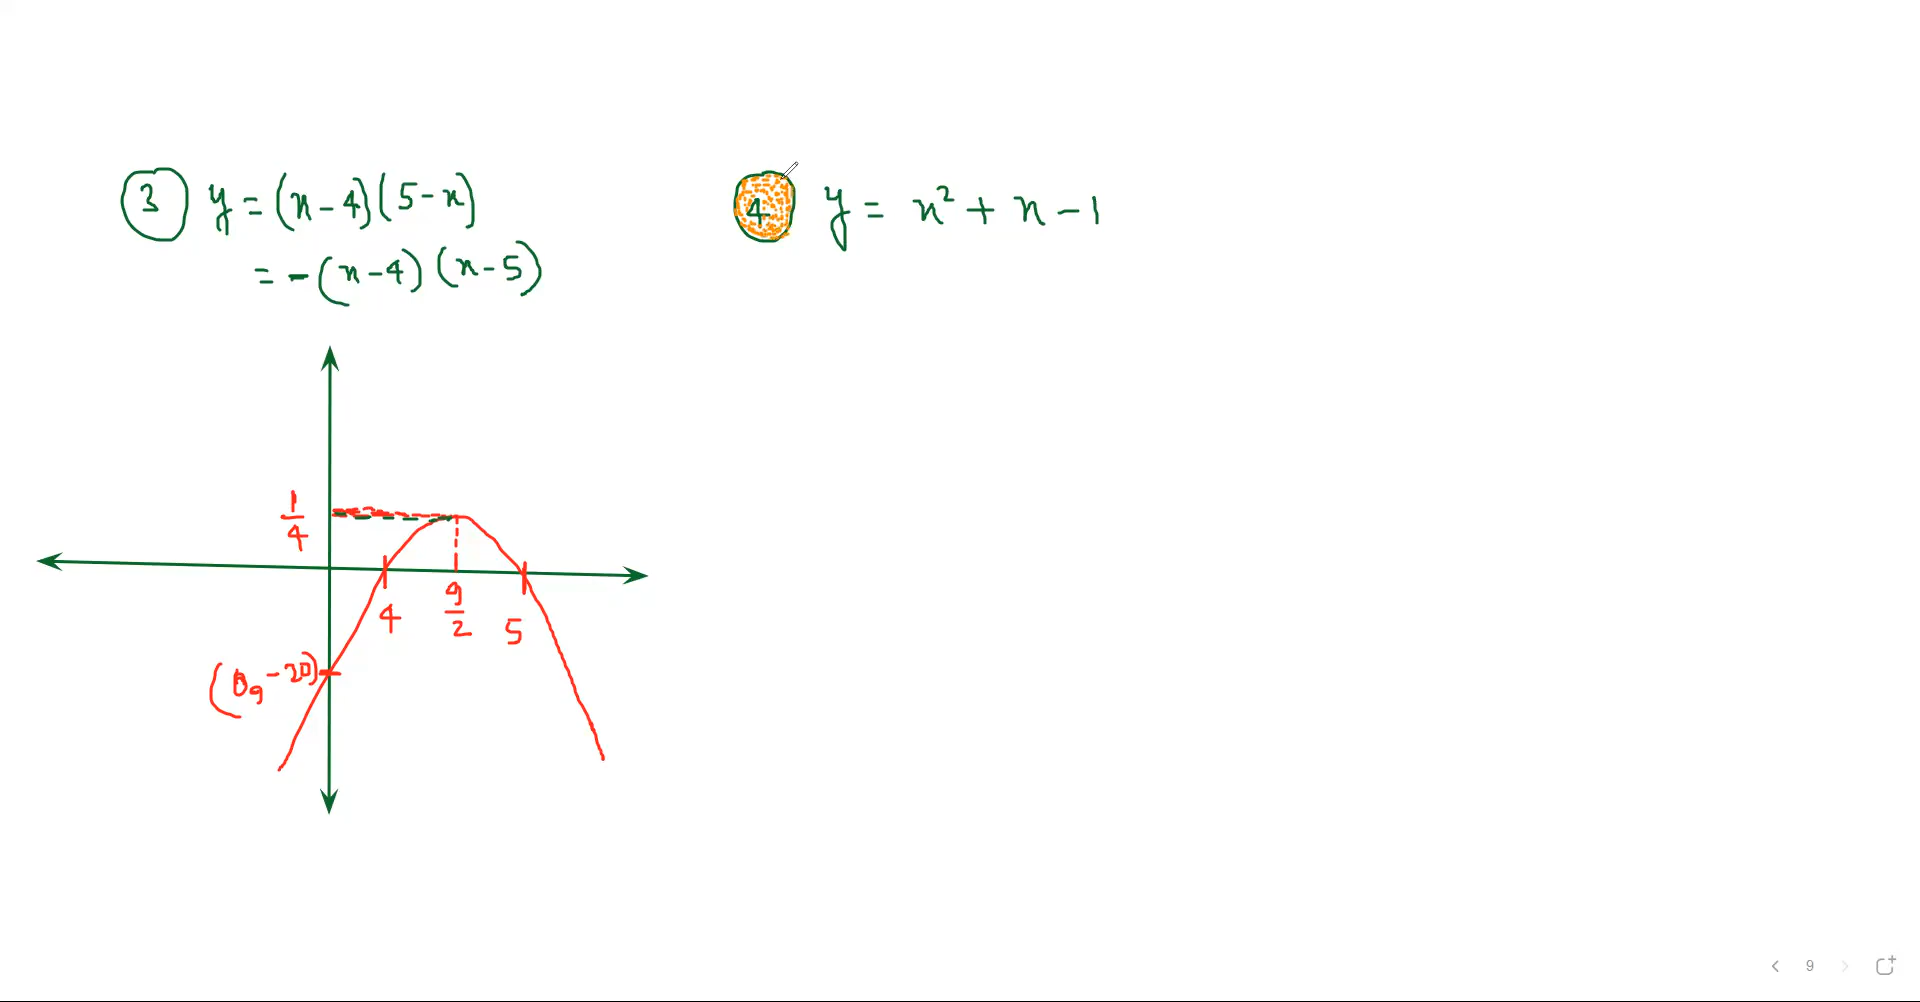 3 y = (x-4)(5-x)
= -(x-4)(x-5)
1/4
4
9/2
5
(0, -20)
4 y = x² + x - 1
9